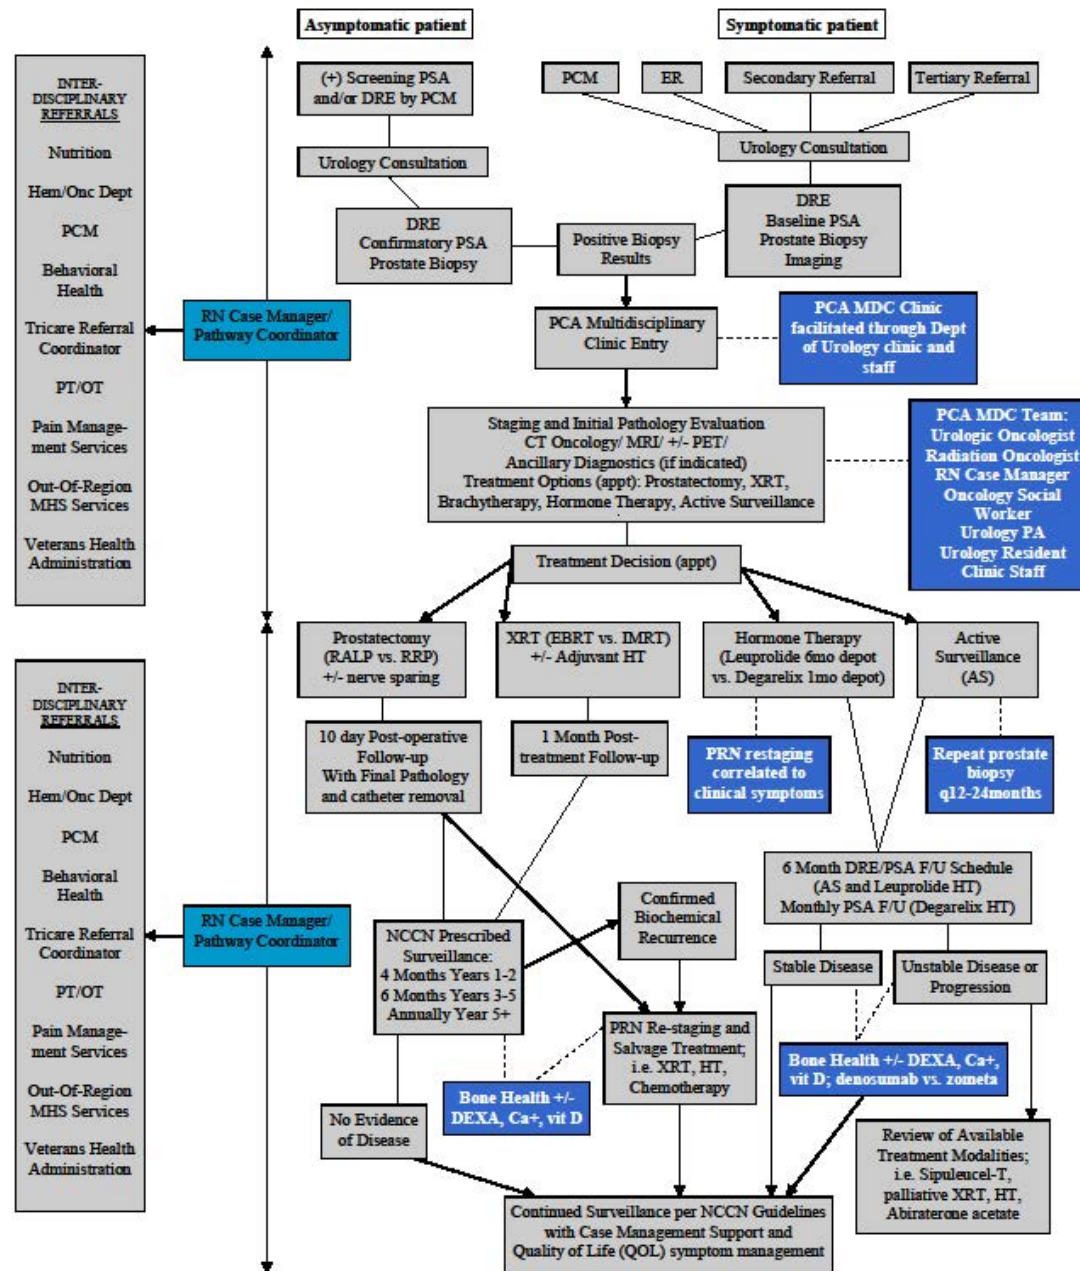 Asymptomatic patient
Symptomatic patient
INTER-
DISCIPLINARY
REFERRALS
Nutrition
Hem/Onc Dept
PCM
Behavioral
Health
Tricare Referral
Coordinator
PT/OT
Pain Manage-
ment Services
Out-Of-Region
MHS Services
Veterans Health
Administration
(+) Screening PSA
and/or DRE by PCM
PCM
ER
Secondary Referral
Tertiary Referral
Urology Consultation
Urology Consultation
DRE
Confirmatory PSA
Prostate Biopsy
Positive Biopsy
Results
DRE
Baseline PSA
Prostate Biopsy
Imaging
RN Case Manager/
Pathway Coordinator
PCA Multidisciplinary
Clinic Entry
PCA MDC Clinic
facilitated through Dept
of Urology clinic and
staff
Staging and Initial Pathology Evaluation
CT Oncology/ MRI/ +/- PET/
Ancillary Diagnostics (if indicated)
Treatment Options (appt): Prostatectomy, XRT,
Brachytherapy, Hormone Therapy, Active Surveillance
PCA MDC Team:
Urologic Oncologist
Radiation Oncologist
RN Case Manager
Oncology Social
Worker
Urology PA
Urology Resident
Clinic Staff
Treatment Decision (appt)
Prostatectomy
(RALP vs. RRP)
+/- nerve sparing
XRT (EBRT vs. IMRT)
+/- Adjuvant HT
Hormone Therapy
(Leuprolide 6mo depot
vs. Degarelix 1mo depot)
Active
Surveillance
(AS)
INTER-
DISCIPLINARY
REFERRALS
Nutrition
Hem/Onc Dept
PCM
Behavioral
Health
Tricare Referral
Coordinator
PT/OT
Pain Manage-
ment Services
Out-Of-Region
MHS Services
Veterans Health
Administration
10 day Post-operative
Follow-up
With Final Pathology
and catheter removal
1 Month Post-
treatment Follow-up
PRN restaging
correlated to
clinical symptoms
Repeat prostate
biopsy
q12-24months
6 Month DRE/PSA F/U Schedule
(AS and Leuprolide HT)
Monthly PSA F/U (Degarelix HT)
Confirmed
Biochemical
Recurrence
RN Case Manager/
Pathway Coordinator
NCCN Prescribed
Surveillance:
4 Months Years 1-2
6 Months Years 3-5
Annually Year 5+
Stable Disease
Unstable Disease or
Progression
PRN Re-staging and
Salvage Treatment;
i.e. XRT, HT,
Chemotherapy
Bone Health +/- DEXA, Ca+,
vit D; denosumab vs. zometa
Bone Health +/-
DEXA, Ca+, vit D
No Evidence
of Disease
Review of Available
Treatment Modalities;
i.e. Sipuleucel-T,
palliative XRT, HT,
Abiraterone acetate
Continued Surveillance per NCCN Guidelines
with Case Management Support and
Quality of Life (QOL) symptom management